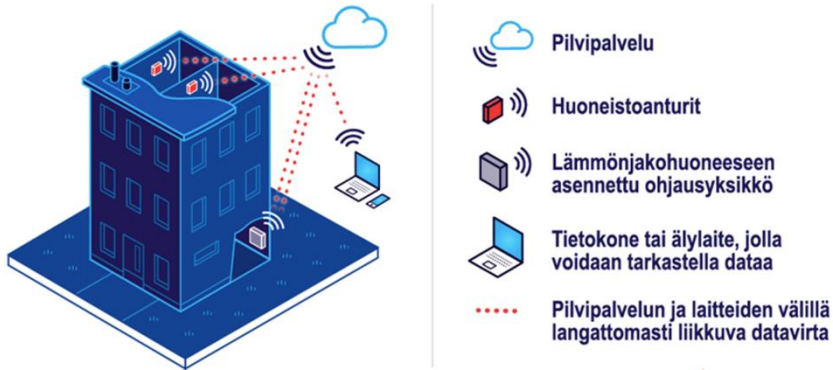 Pilvipalvelu
Huoneistoanturit
Lämmönjakohuoneeseen
asennettu ohjausyksikkö
Tietokone tai älylaite, jolla
voidaan tarkastella dataa
Pilvipalvelun ja laitteiden välillä
langattomasti liikkuva datavirta